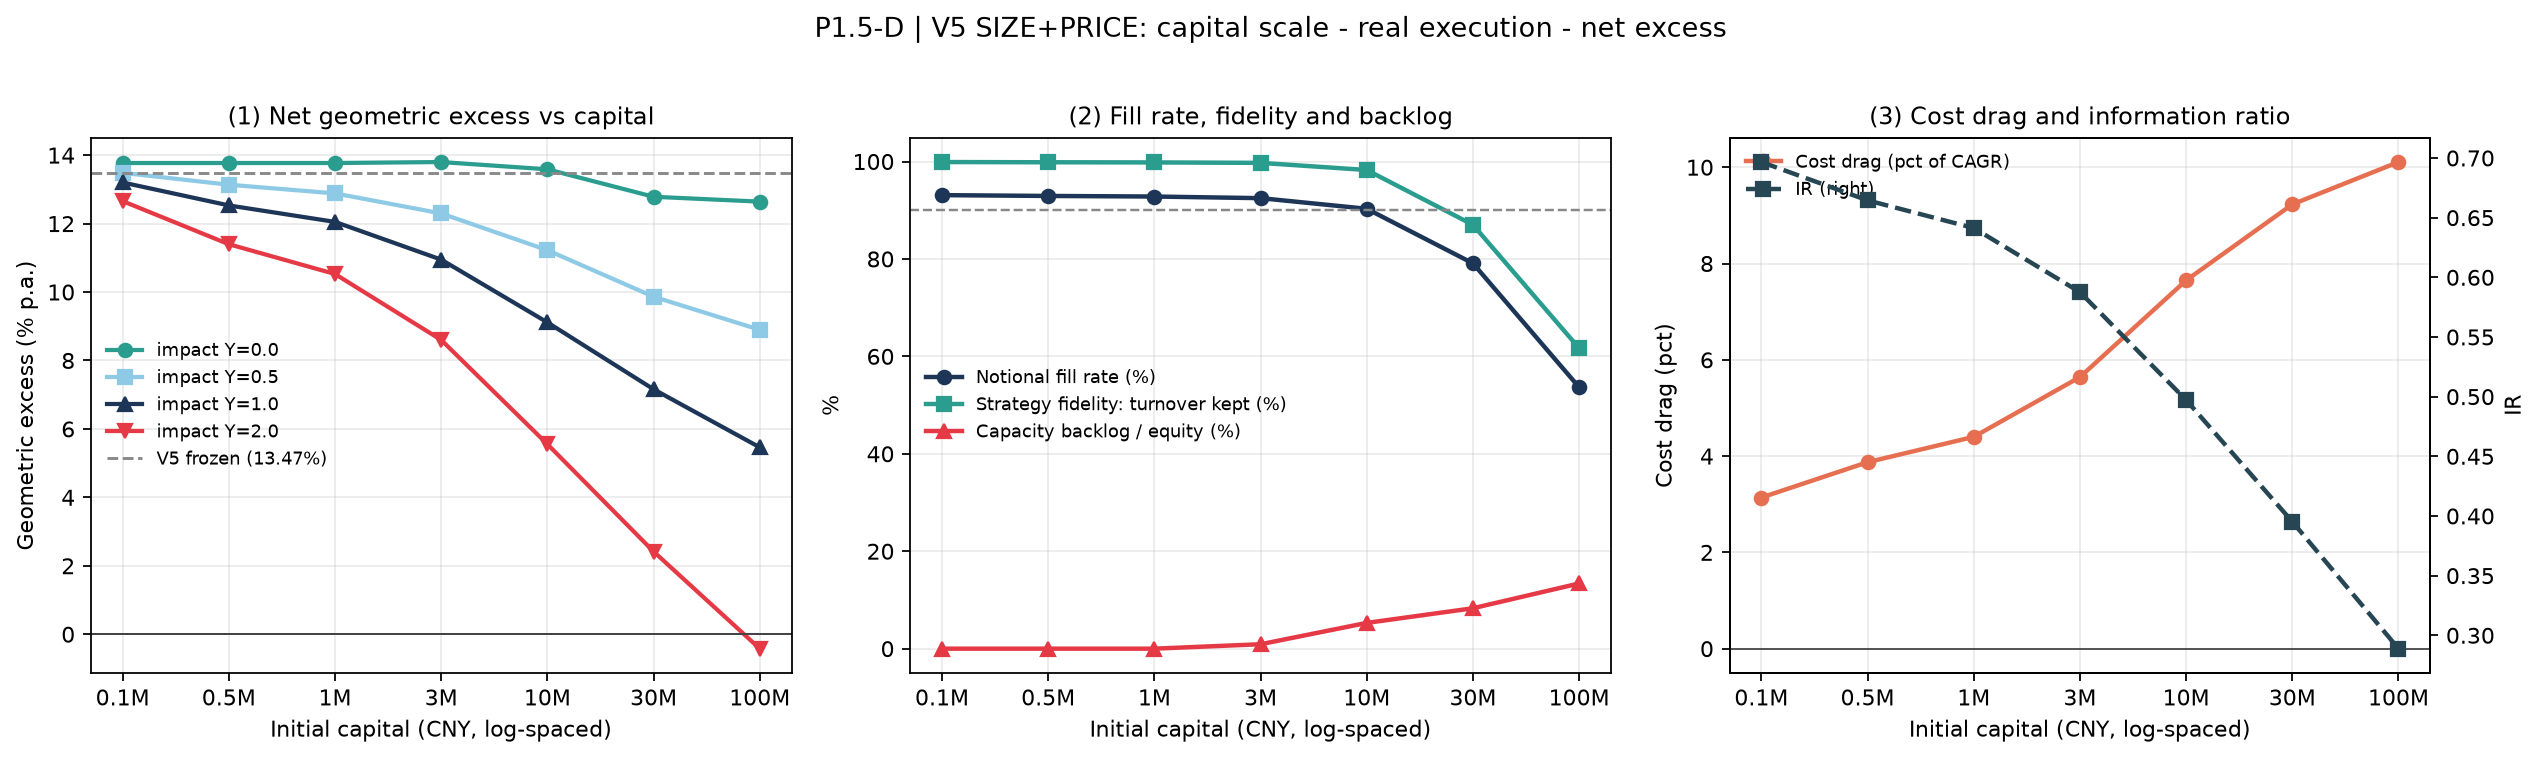 P1.5-D | V5 SIZE+PRICE: capital scale - real execution - net excess
(1) Net geometric excess vs capital
Geometric excess (% p.a.)
14
12
10
8
6
4
2
0
impact Y=0.0
impact Y=0.5
impact Y=1.0
impact Y=2.0
V5 frozen (13.47%)
0.1M 0.5M 1M 3M 10M 30M 100M
Initial capital (CNY, log-spaced)
(2) Fill rate, fidelity and backlog
%
100
80
60
40
20
0
Notional fill rate (%)
Strategy fidelity: turnover kept (%)
Capacity backlog / equity (%)
0.1M 0.5M 1M 3M 10M 30M 100M
Initial capital (CNY, log-spaced)
(3) Cost drag and information ratio
Cost drag (pct)
10
8
6
4
2
0
Cost drag (pct of CAGR)
IR (right)
0.70
0.65
0.60
0.55
0.50
0.45
0.40
0.35
0.30
IR
0.1M 0.5M 1M 3M 10M 30M 100M
Initial capital (CNY, log-spaced)